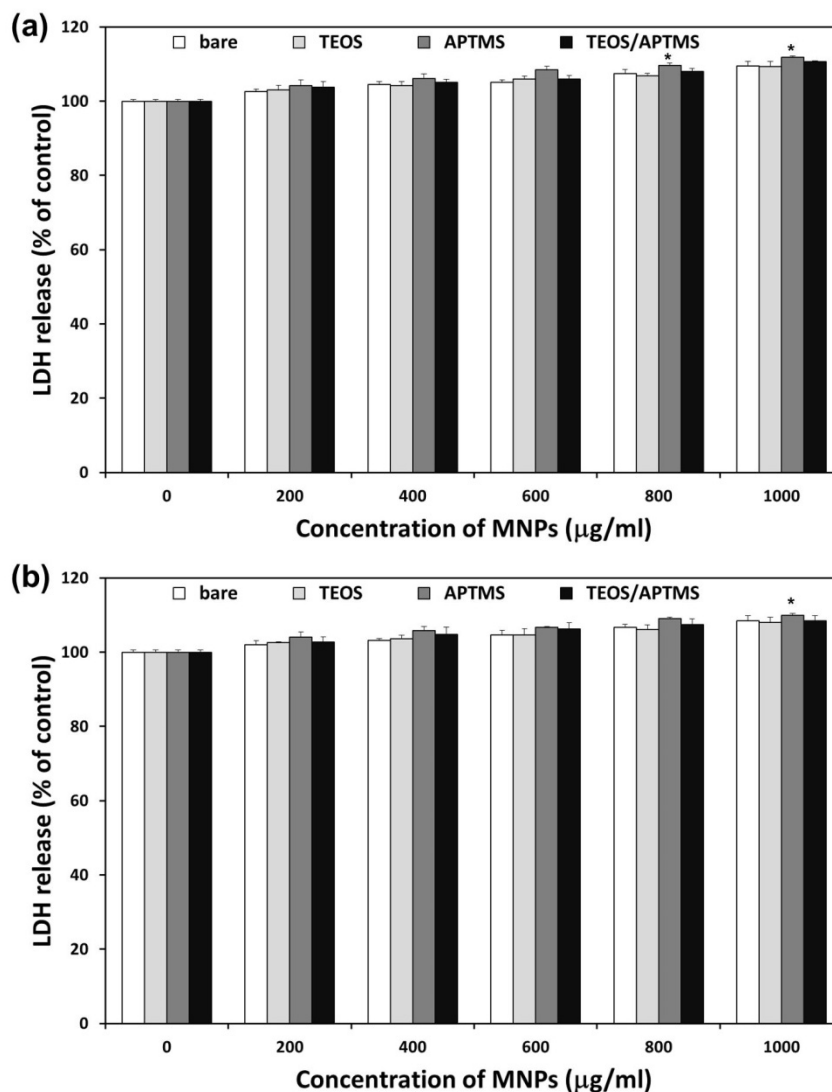 (a)
120
bare TEOS APTMS TEOS/APTMS
* *
100
80
60
40
20
0
LDH release (% of control)
0 200 400 600 800 1000
Concentration of MNPs (μg/ml)
(b)
120
bare TEOS APTMS TEOS/APTMS
*
100
80
60
40
20
0
LDH release (% of control)
0 200 400 600 800 1000
Concentration of MNPs (μg/ml)